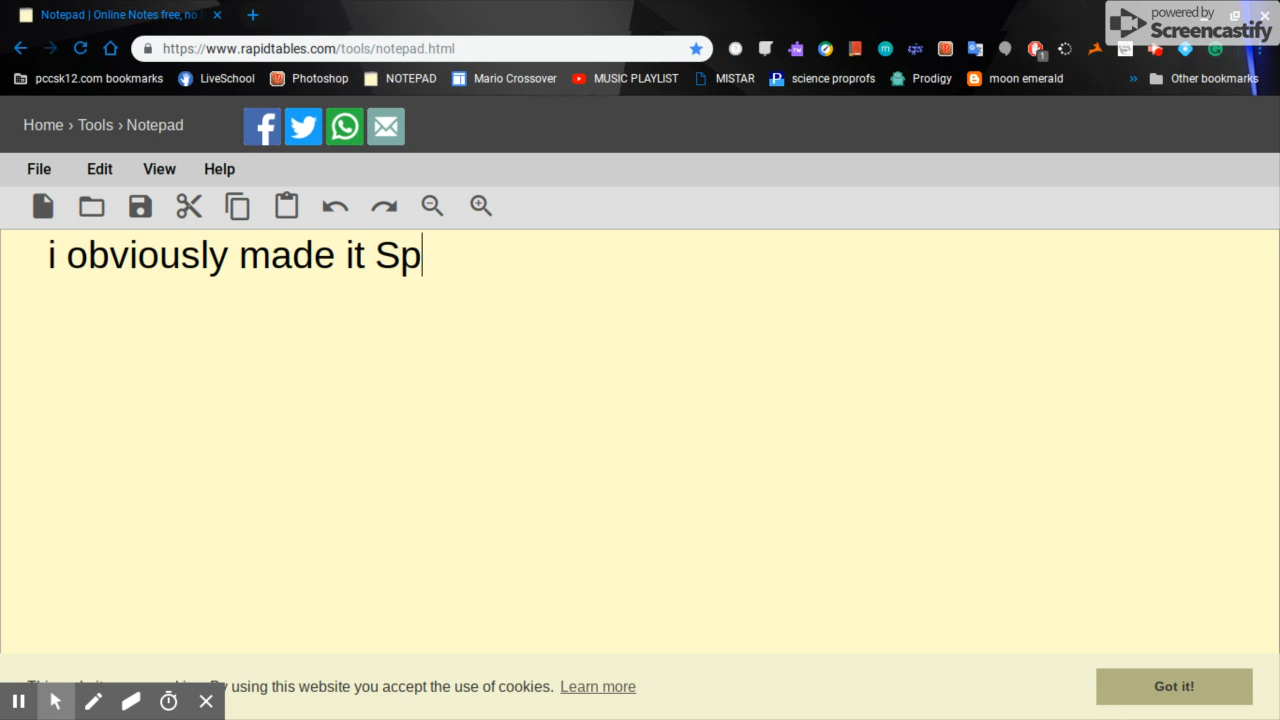 powered by
Screencastify
Notepad | Online Notes free, no
https://www.rapidtables.com/tools/notepad.html
pccsk12.com bookmarks LiveSchool Photoshop NOTEPAD Mario Crossover MUSIC PLAYLIST MISTAR science proprofs Prodigy moon emerald » Other bookmarks
Home › Tools › Notepad
File Edit View Help
i obviously made it Sp
By using this website you accept the use of cookies. Learn more
Got it!